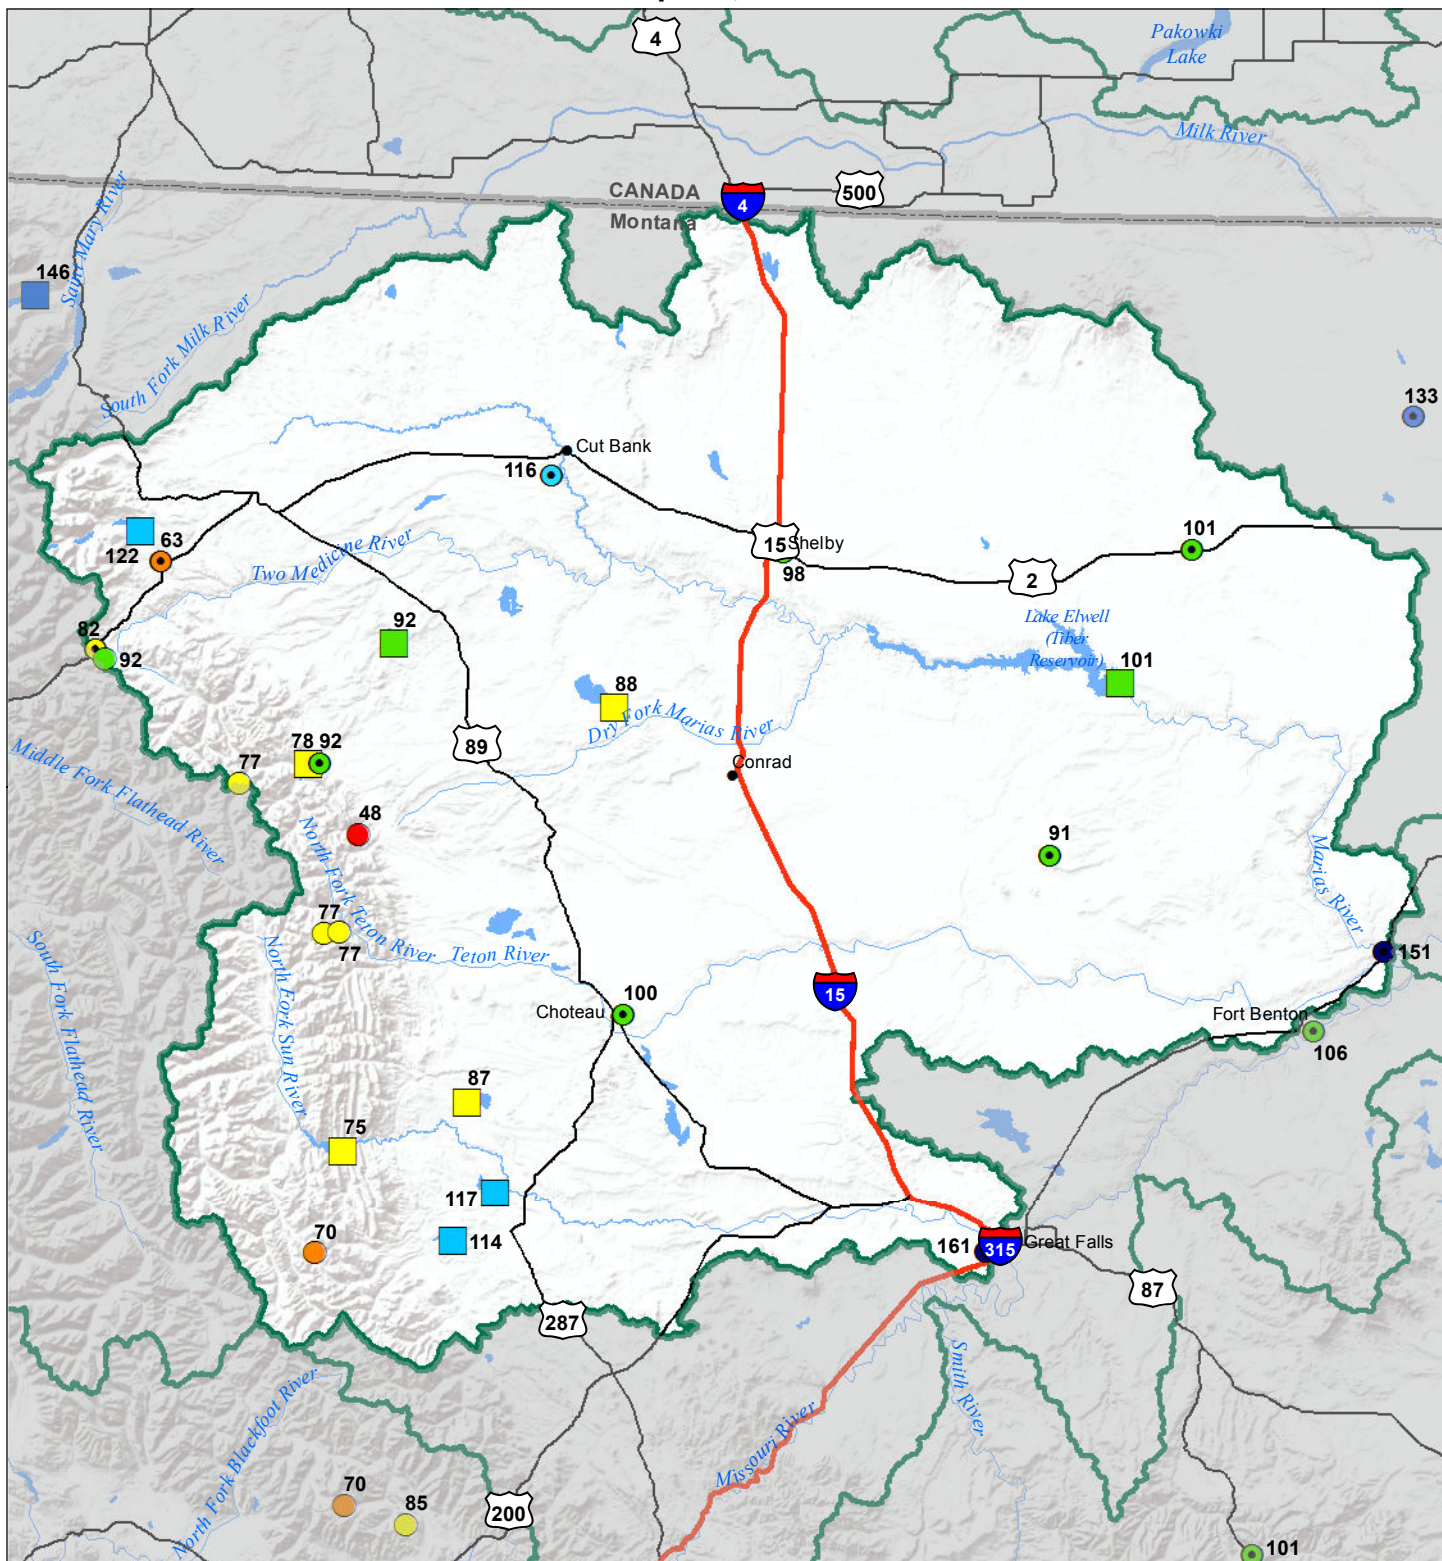 4
Pakowki
Lake
Milk River
CANADA
Montana
4
500
Saint Mary River
146
South Fork Milk River
133
Cut Bank
116
122
63
Two Medicine River
15
Shelby
98
101
2
Lake Elwell
(Tiber
Reservoir)
101
82
92
92
88
Dry Fork Marias River
89
78
92
77
Conrad
Middle Fork Flathead River
48
91
North Fork Teton River
Marias River
77
77
Teton River
South Fork Flathead River
North Fork Sun River
151
100
Choteau
15
Fort Benton
106
87
75
117
114
70
161
315
Great Falls
87
287
Smith River
North Fork Blackfoot River
Missouri River
70
85
200
101